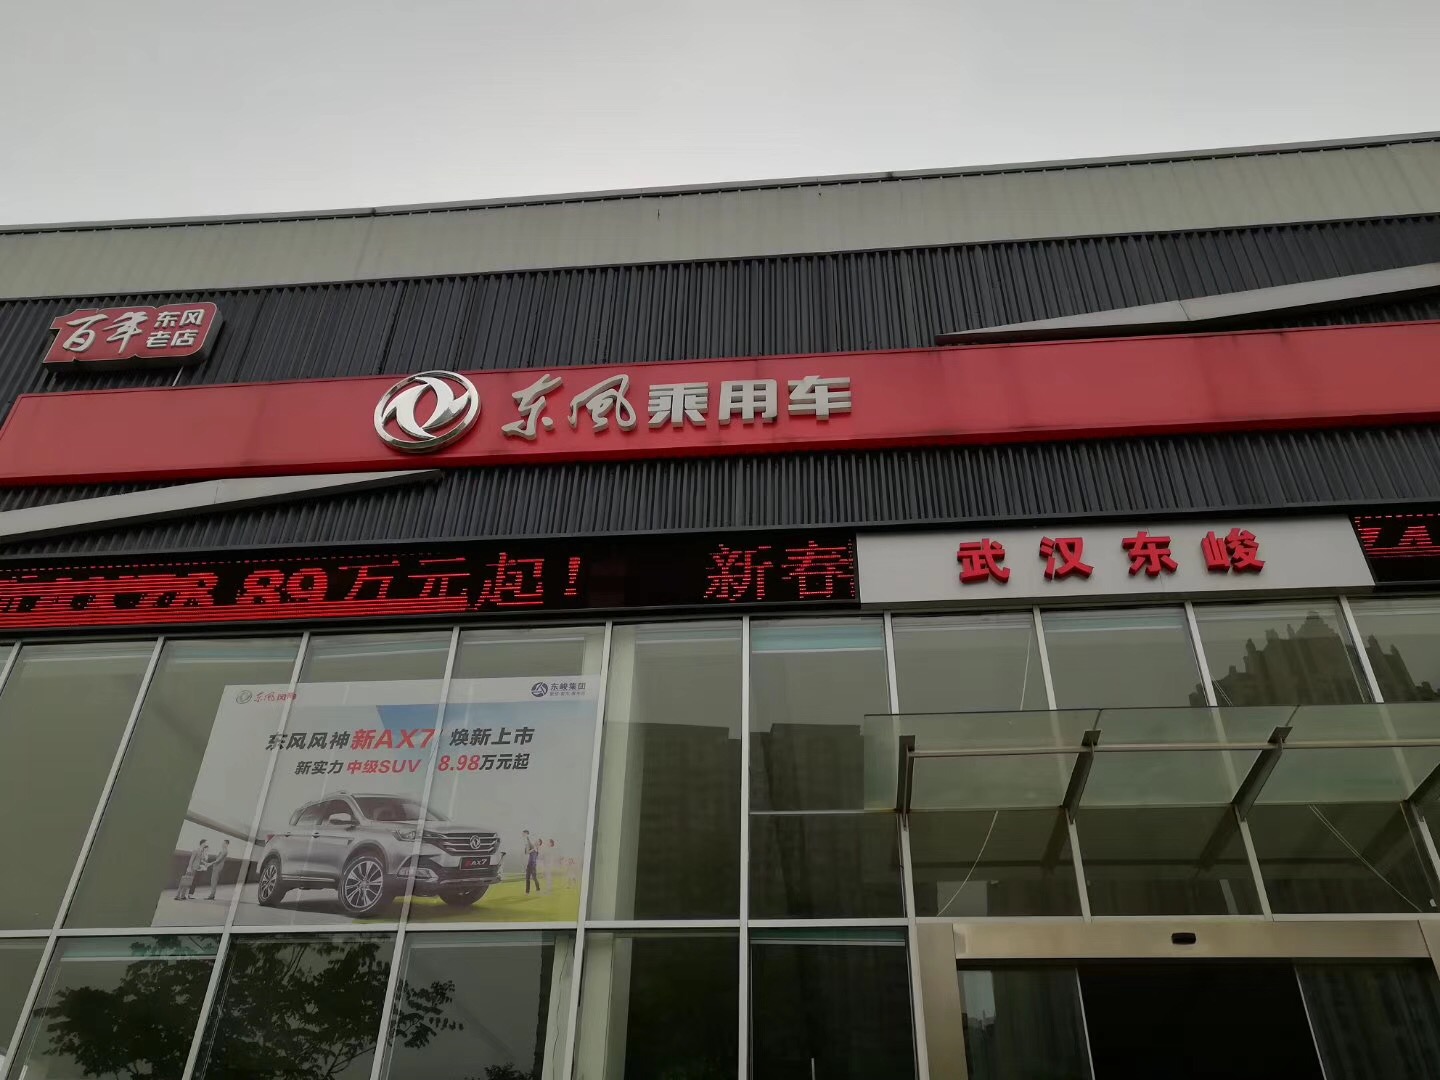 百年
东风
老店
东风乘用车
8.89万元起！ 新春
武汉东峻
东风风神
东峻集团
东风风神新AX7 焕新上市
新实力 中级SUV 8.98万元起
AX7